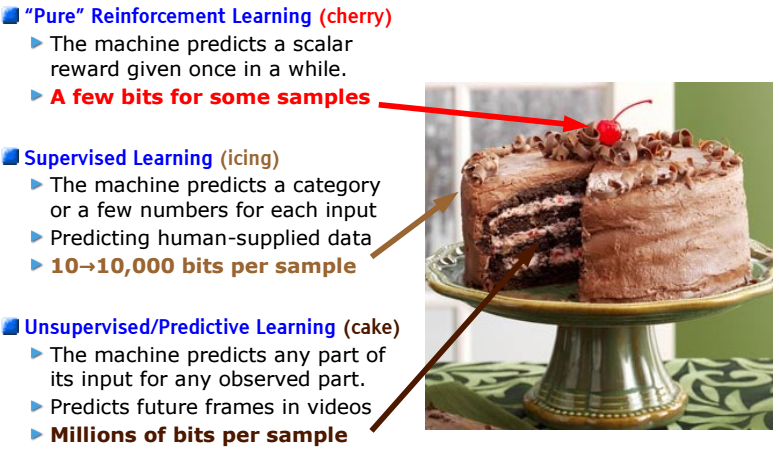 “Pure” Reinforcement Learning (cherry)
The machine predicts a scalar
reward given once in a while.
A few bits for some samples
Supervised Learning (icing)
The machine predicts a category
or a few numbers for each input
Predicting human-supplied data
10→10,000 bits per sample
Unsupervised/Predictive Learning (cake)
The machine predicts any part of
its input for any observed part.
Predicts future frames in videos
Millions of bits per sample